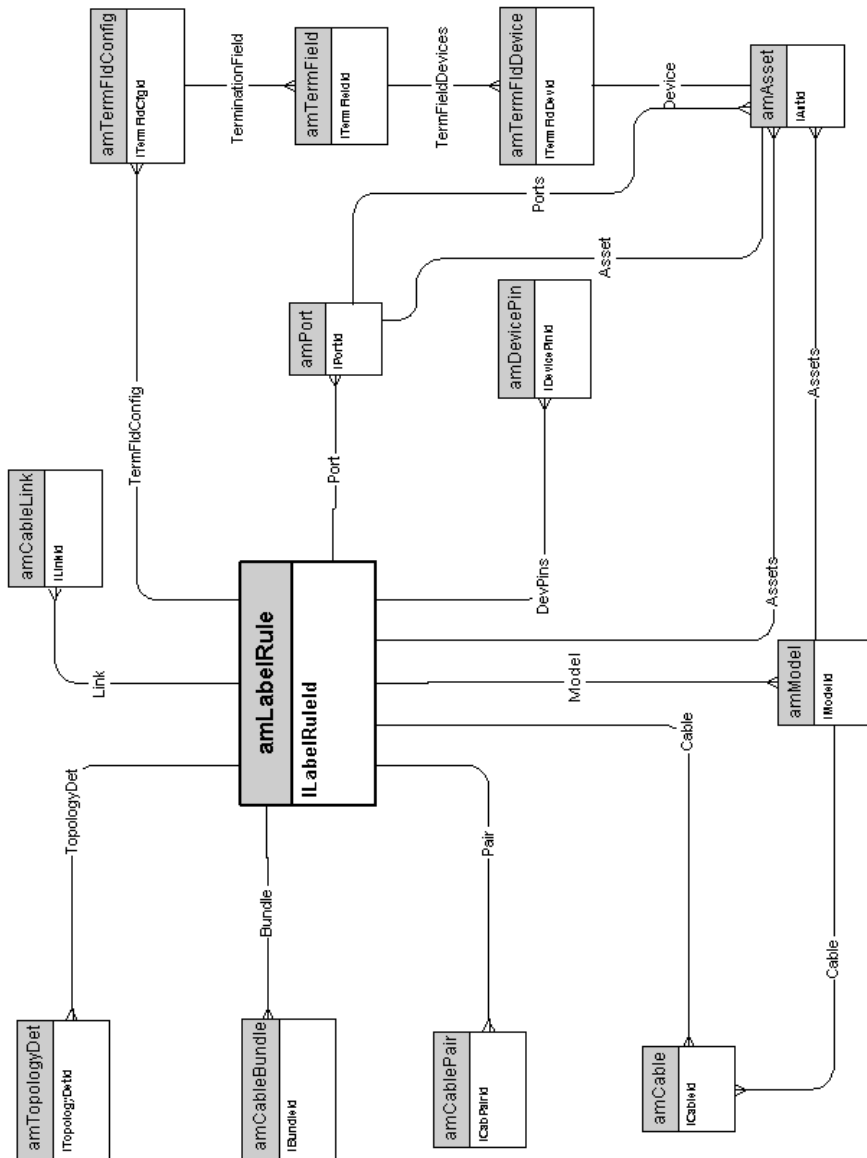 amTopologyDet
lTopologyDetId
amCableLink
lLinkId
TopologyDet
Link
amTermFldConfig
lTermFldCfgId
TermFldConfig
TerminationField
amCableBundle
lBundleId
Bundle
amLabelRule
lLabelRuleId
Port
amPort
lPortId
amTermField
lTermFieldId
TermFieldDevices
amCablePair
lCabPairId
Pair
DevPins
amDevicePin
lDevicePinId
Ports
amTermFldDevice
lTermFldDevId
Model
Asset
amCable
lCableId
Device
Cable
Assets
amAsset
lAstId
amModel
lModelId
Assets
Cable